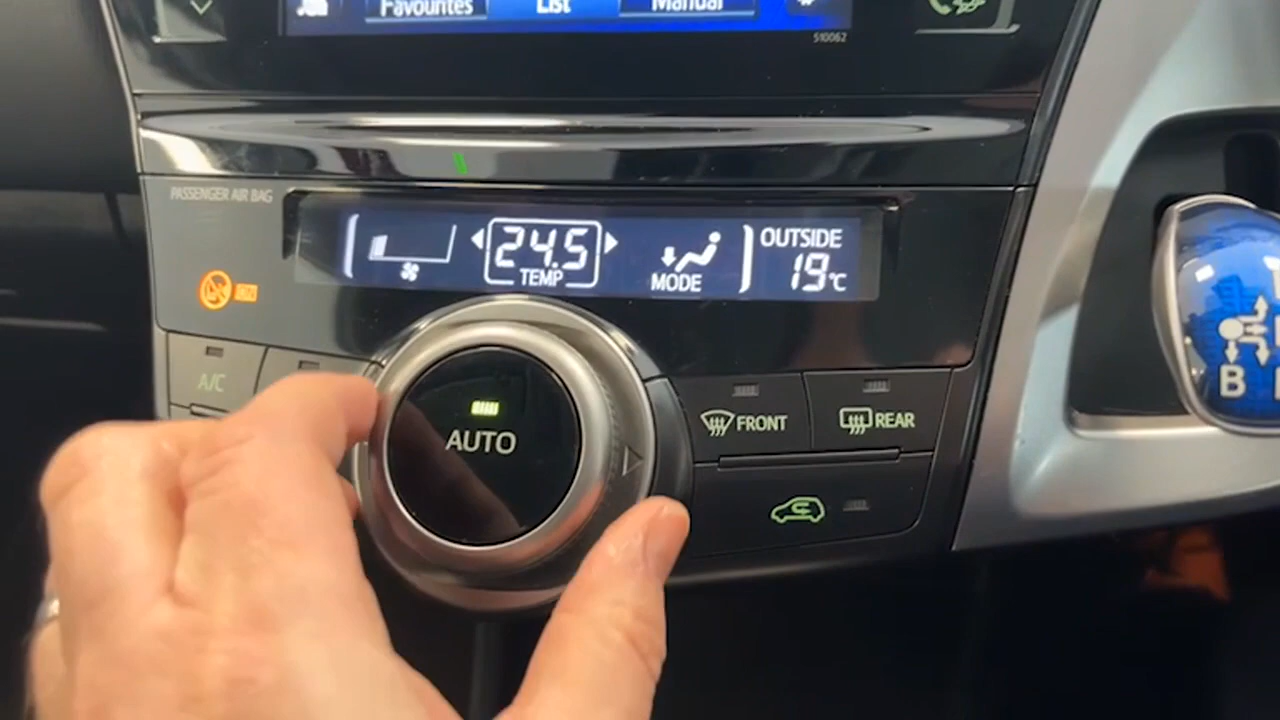 Favourites List Manual
510062
PASSENGER AIR BAG
24.5
TEMP
MODE
OUTSIDE
19°C
A/C
AUTO
FRONT
REAR
B